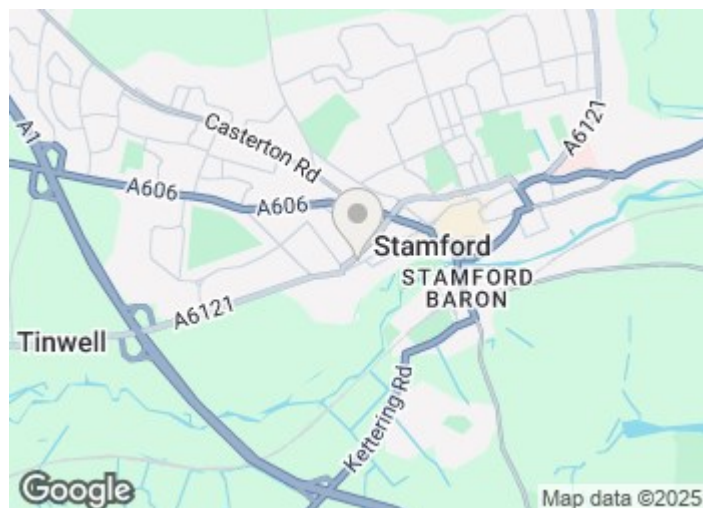 A1
Casterton Rd
A6121
A606
A606
Stamford
STAMFORD
BARON
A6121
Tinwell
Kettering Rd
Google
Map data ©2025